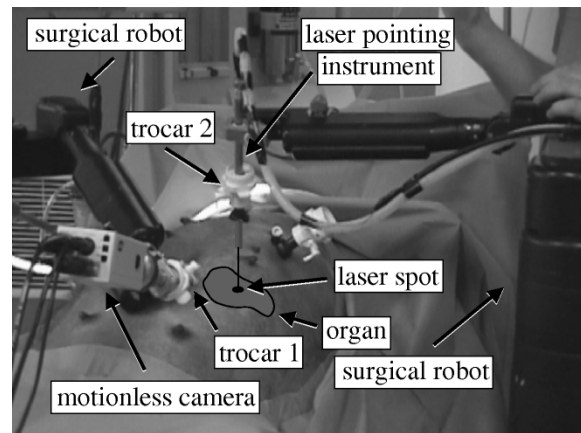 surgical robot
laser pointing
instrument
trocar 2
laser spot
organ
trocar 1
surgical robot
motionless camera